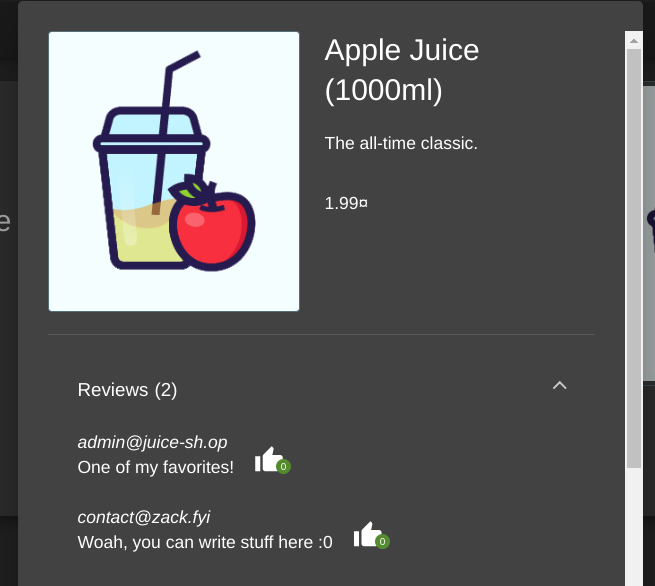 Apple Juice
(1000ml)
The all-time classic.
1.99¤
Reviews (2)
admin@juice-sh.op
One of my favorites!
0
contact@zack.fyi
Woah, you can write stuff here :0
0
e